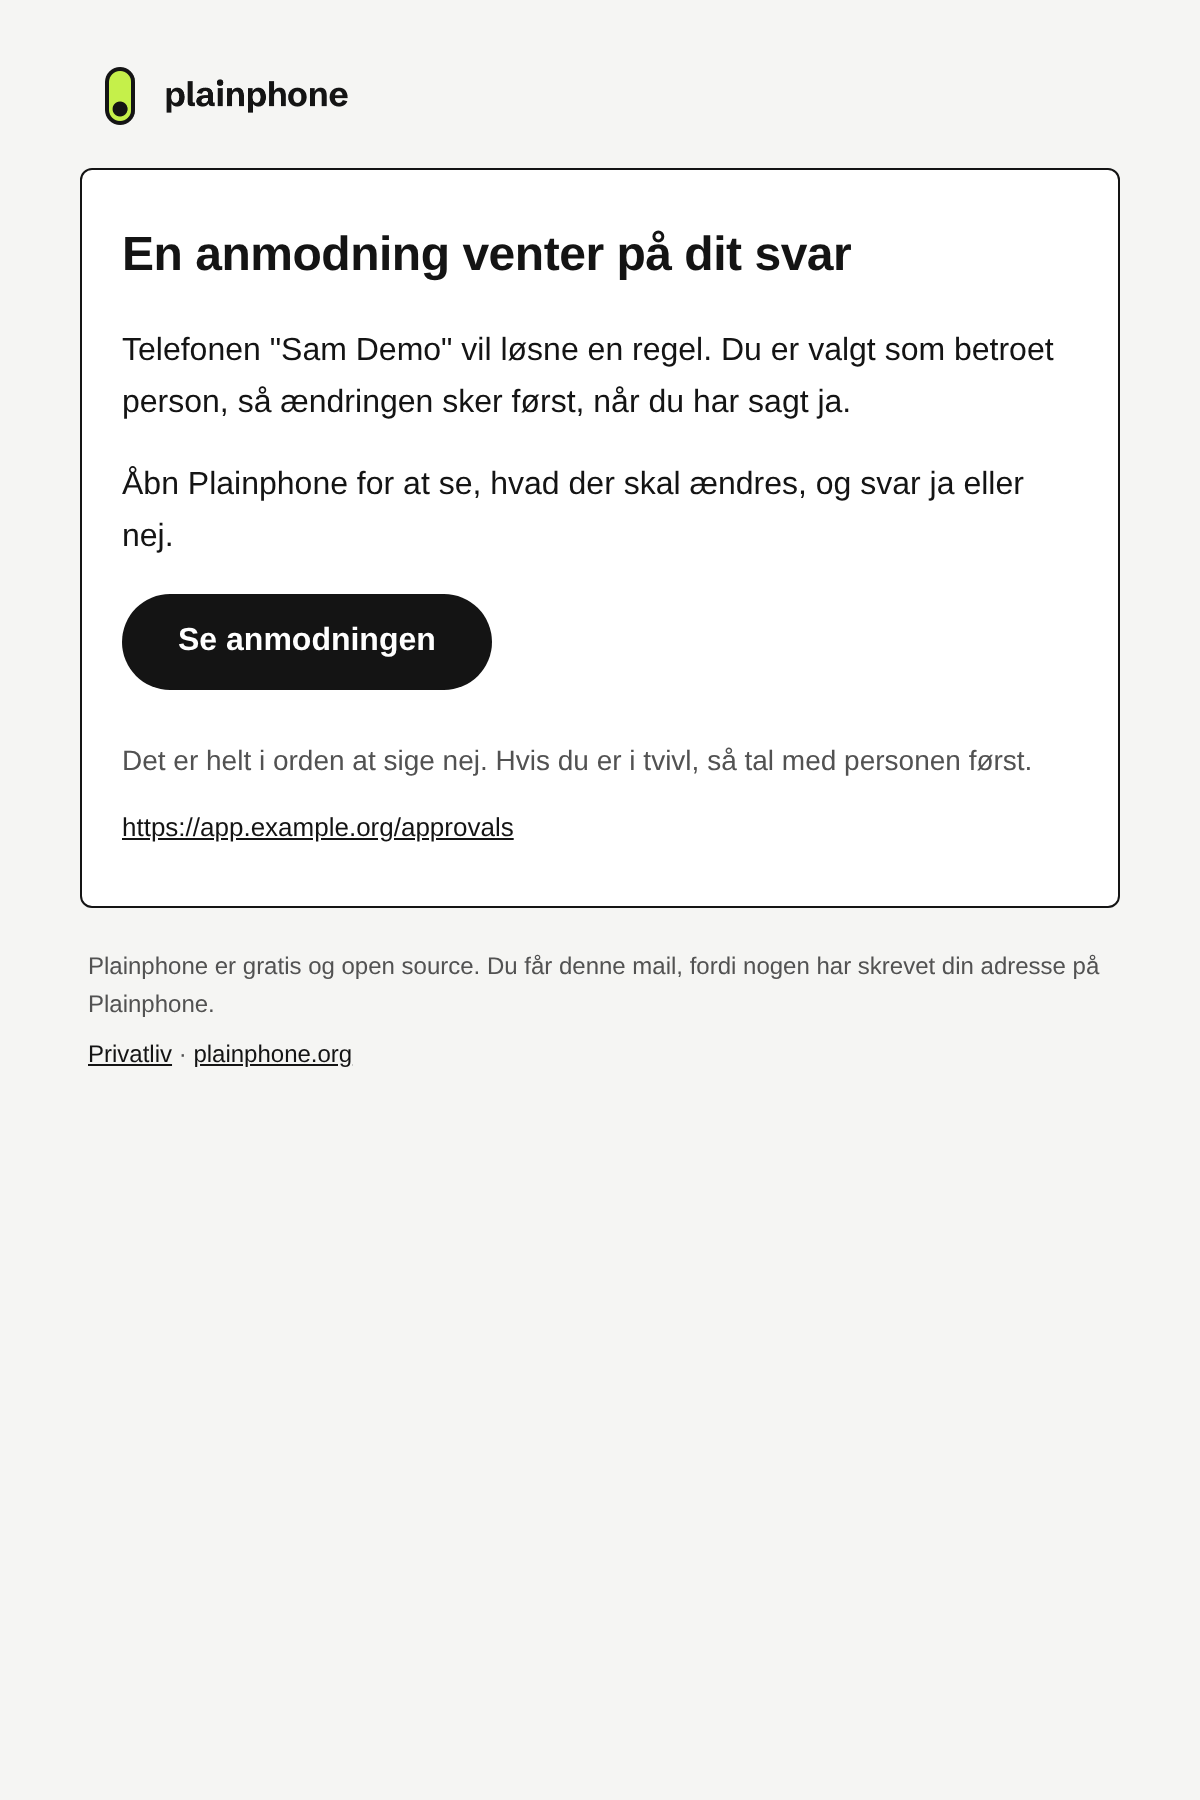 plainphone
En anmodning venter på dit svar
Telefonen "Sam Demo" vil løsne en regel. Du er valgt som betroet
person, så ændringen sker først, når du har sagt ja.
Åbn Plainphone for at se, hvad der skal ændres, og svar ja eller
nej.
Se anmodningen
Det er helt i orden at sige nej. Hvis du er i tvivl, så tal med personen først.
https://app.example.org/approvals
Plainphone er gratis og open source. Du får denne mail, fordi nogen har skrevet din adresse på
Plainphone.
Privatliv · plainphone.org